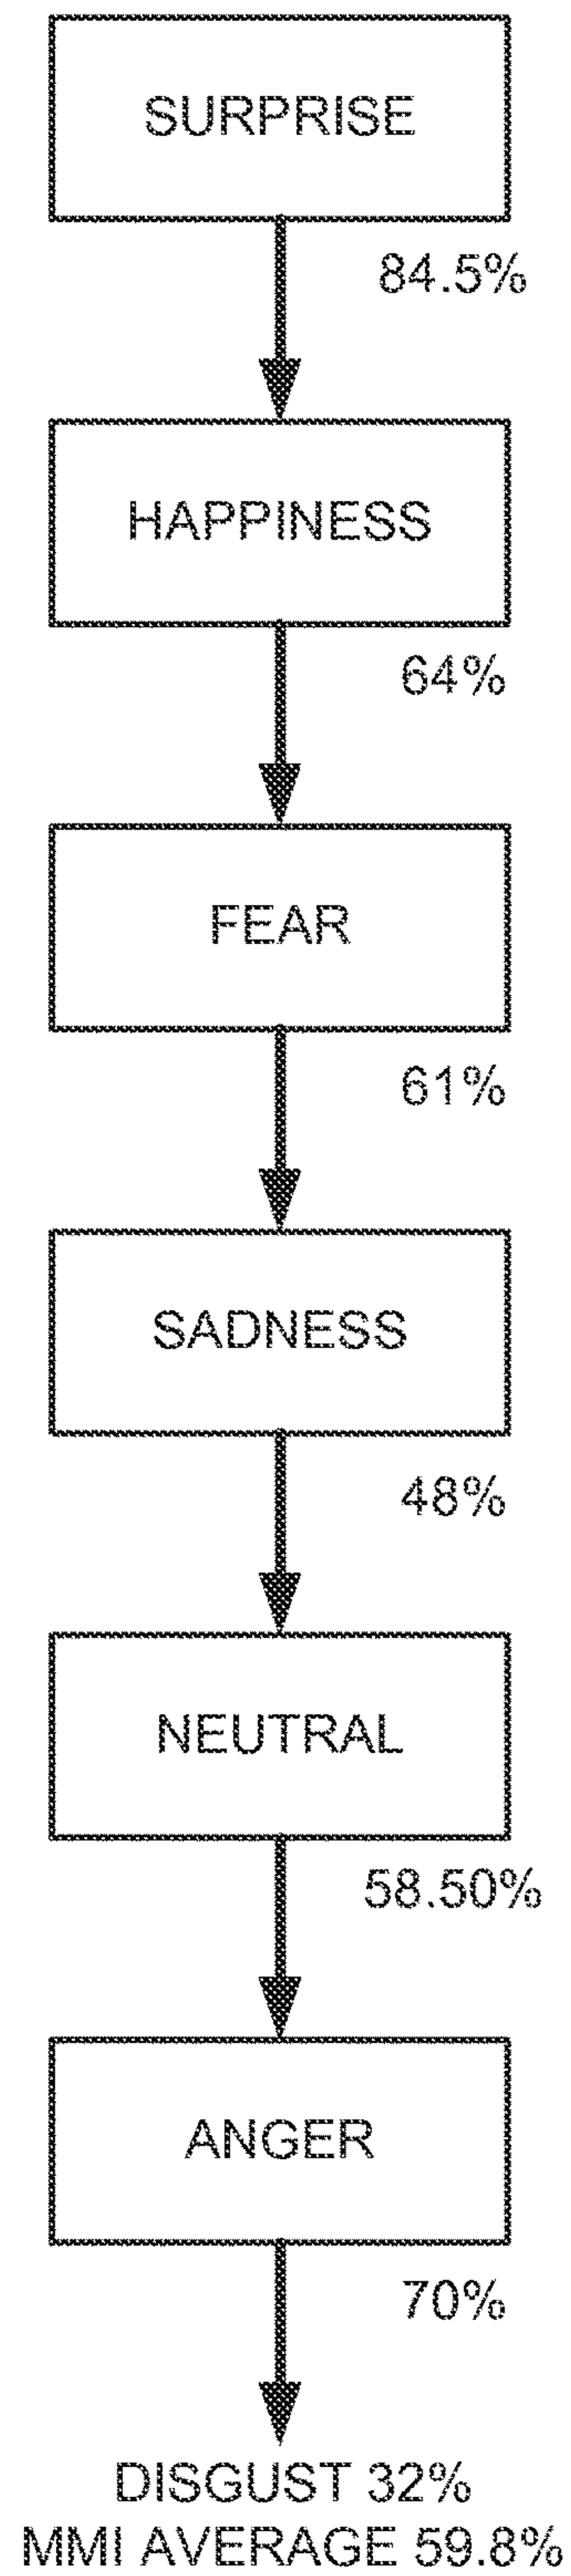 SURPRISE
84.5%
HAPPINESS
64%
FEAR
61%
SADNESS
48%
NEUTRAL
58.50%
ANGER
70%
DISGUST 32%
MMI AVERAGE 59.8%